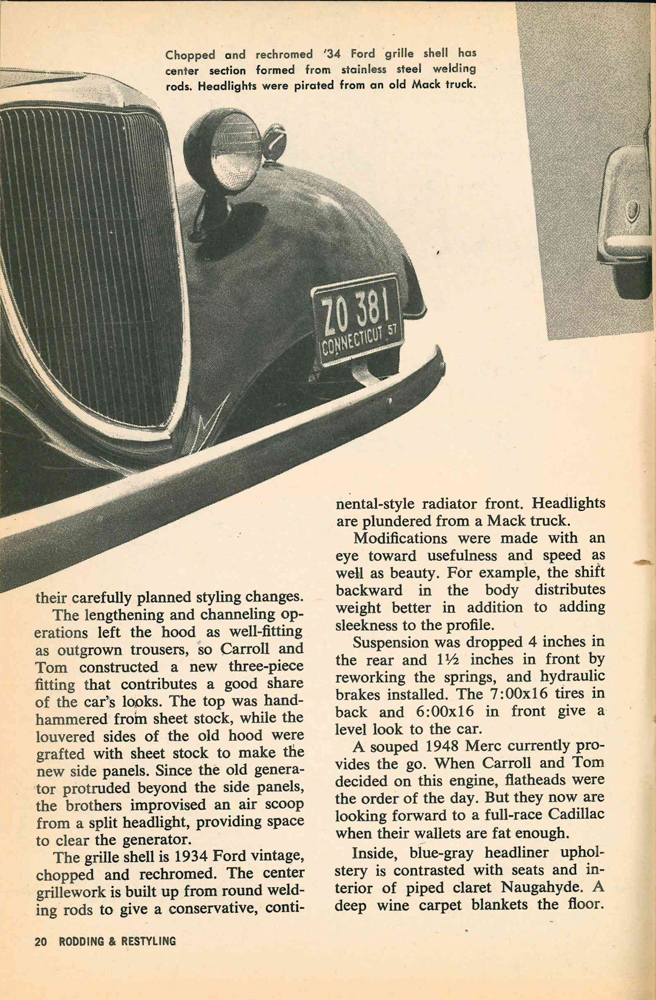 Chopped and rechromed '34 Ford grille shell has
center section formed from stainless steel welding
rods. Headlights were pirated from an old Mack truck.
ZO 381
CONNECTICUT 57
their carefully planned styling changes.
The lengthening and channeling op-
erations left the hood as well-fitting
as outgrown trousers, so Carroll and
Tom constructed a new three-piece
fitting that contributes a good share
of the car's looks. The top was hand-
hammered from sheet stock, while the
louvered sides of the old hood were
grafted with sheet stock to make the
new side panels. Since the old genera-
tor protruded beyond the side panels,
the brothers improvised an air scoop
from a split headlight, providing space
to clear the generator.
The grille shell is 1934 Ford vintage,
chopped and rechromed. The center
grillework is built up from round weld-
ing rods to give a conservative, conti-
nental-style radiator front. Headlights
are plundered from a Mack truck.
Modifications were made with an
eye toward usefulness and speed as
well as beauty. For example, the shift
backward in the body distributes
weight better in addition to adding
sleekness to the profile.
Suspension was dropped 4 inches in
the rear and 1½ inches in front by
reworking the springs, and hydraulic
brakes installed. The 7:00x16 tires in
back and 6:00x16 in front give a
level look to the car.
A souped 1948 Merc currently pro-
vides the go. When Carroll and Tom
decided on this engine, flatheads were
the order of the day. But they now are
looking forward to a full-race Cadillac
when their wallets are fat enough.
Inside, blue-gray headliner uphol-
stery is contrasted with seats and in-
terior of piped claret Naugahyde. A
deep wine carpet blankets the floor.
20 RODDING & RESTYLING